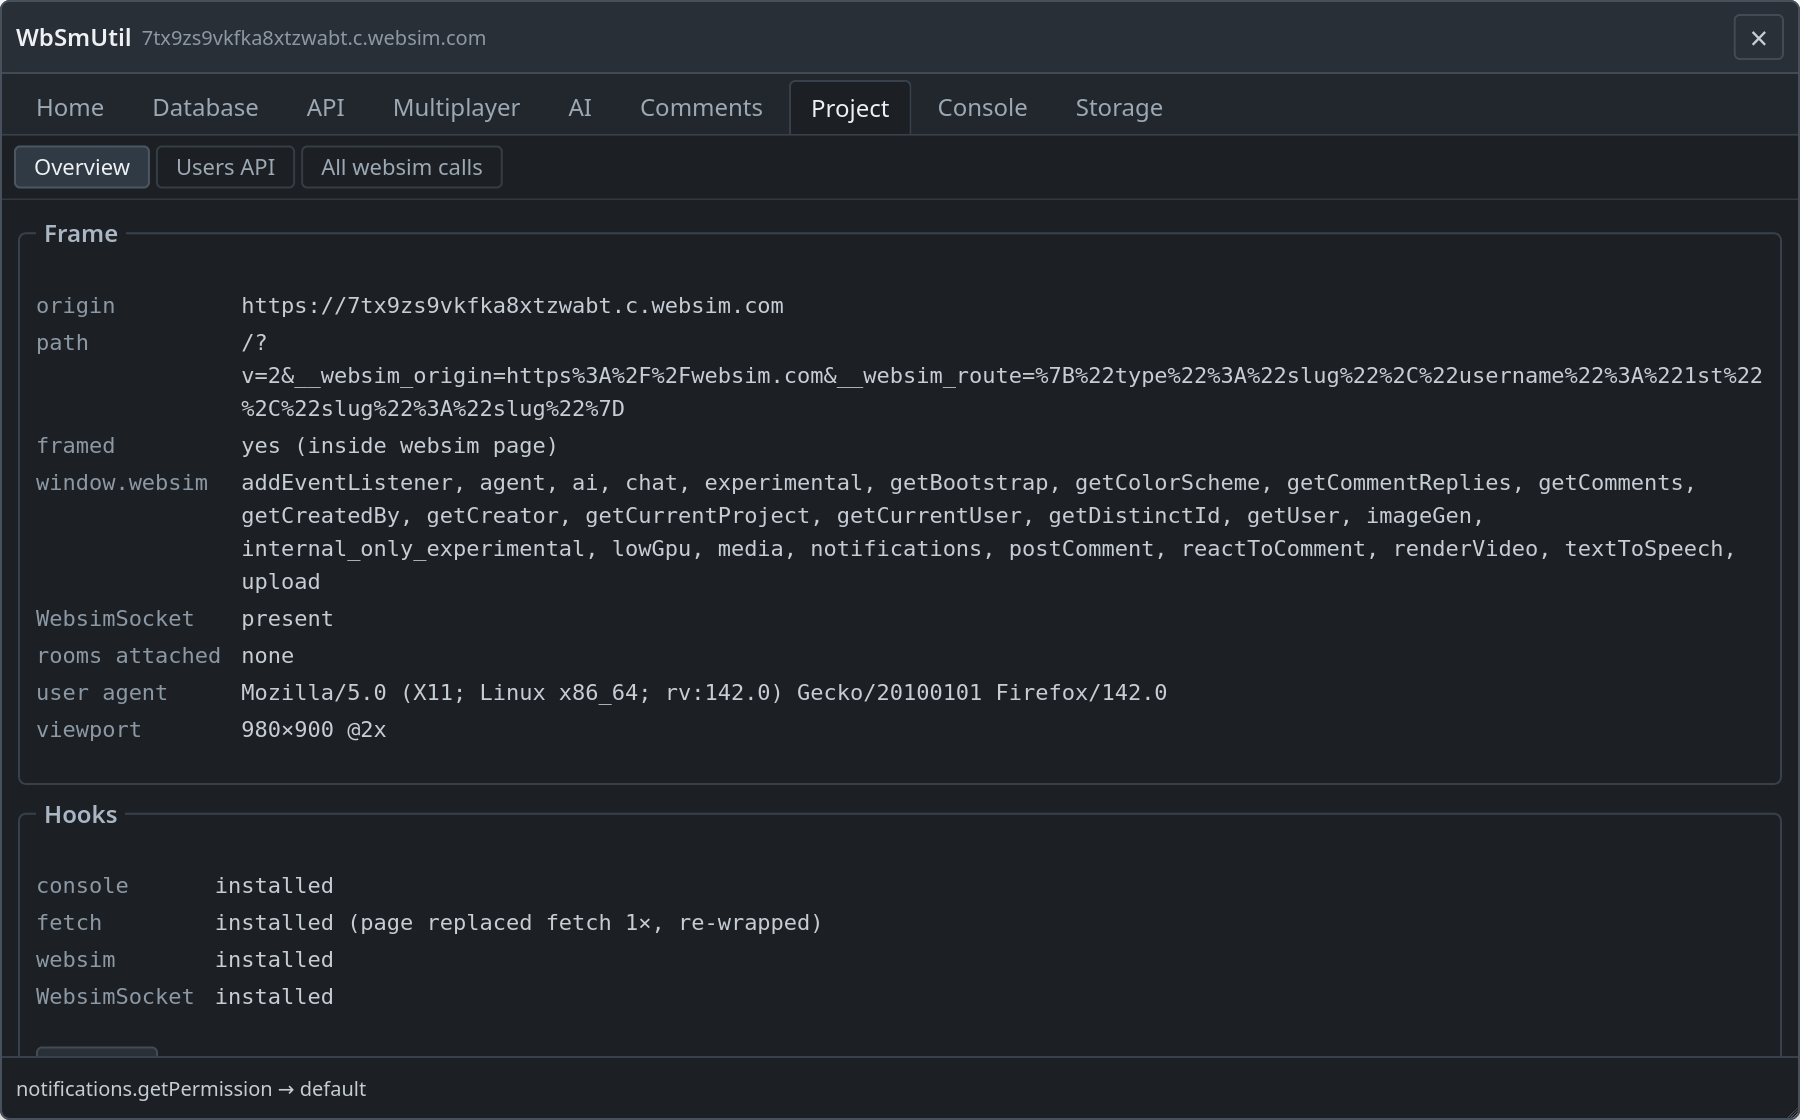 WbSmUtil 7tx9zs9vkfka8xtzwabt.c.websim.com ×
Home Database API Multiplayer AI Comments Project Console Storage
Overview Users API All websim calls
Frame
origin https://7tx9zs9vkfka8xtzwabt.c.websim.com
path /?
v=2&__websim_origin=https%3A%2F%2Fwebsim.com&__websim_route=%7B%22type%22%3A%22slug%22%2C%22username%22%3A%221st%22
%2C%22slug%22%3A%22slug%22%7D
framed yes (inside websim page)
window.websim addEventListener, agent, ai, chat, experimental, getBootstrap, getColorScheme, getCommentReplies, getComments,
getCreatedBy, getCreator, getCurrentProject, getCurrentUser, getDistinctId, getUser, imageGen,
internal_only_experimental, lowGpu, media, notifications, postComment, reactToComment, renderVideo, textToSpeech,
upload
WebsimSocket present
rooms attached none
user agent Mozilla/5.0 (X11; Linux x86_64; rv:142.0) Gecko/20100101 Firefox/142.0
viewport 980×900 @2x
Hooks
console installed
fetch installed (page replaced fetch 1×, re-wrapped)
websim installed
WebsimSocket installed
notifications.getPermission → default